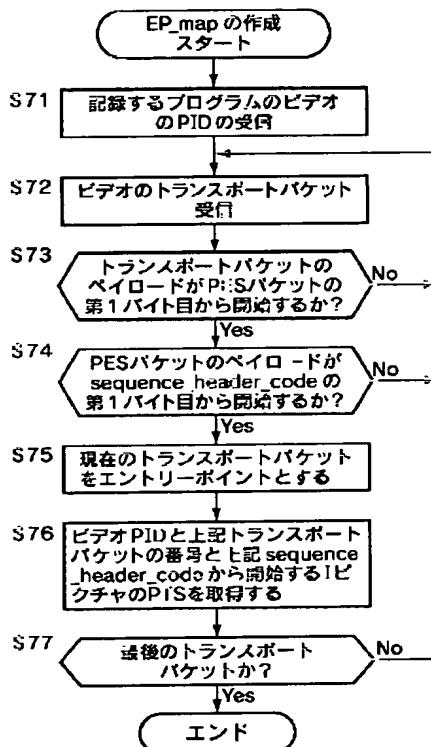 EP_mapの作成
スタート
S71
記録するプログラムのビデオ
のPIDの受信
S72
ビデオのトランスポートパケット
受信
S73
トランスポートパケットの
ペイロードがPESパケットの
第1バイト目から開始するか?
No
Yes
S74
PESパケットのペイロードが
sequence_header_codeの
第1バイト目から開始するか?
No
Yes
S75
現在のトランスポートパケット
をエントリーポイントとする
S76
ビデオPIDと上記トランスポート
パケットの番号と上記sequence
_header_codeから開始するIピ
クチャのPTSを取得する
S77
最後のトランスポート
パケットか?
No
Yes
エンド